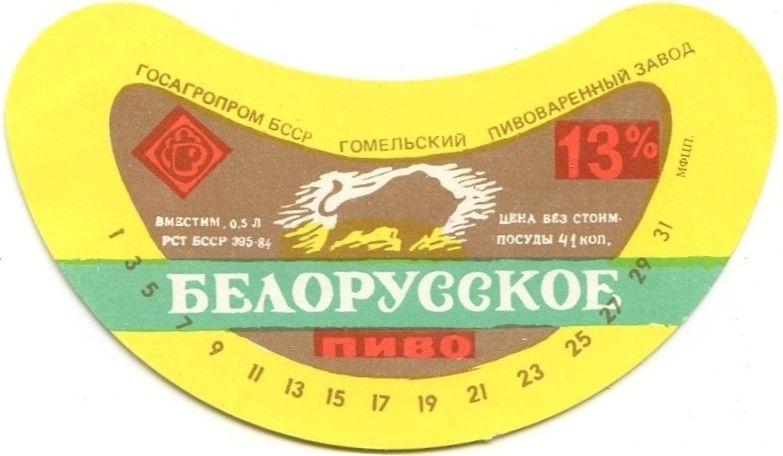 ГОСАГРОПРОМ БССР ГОМЕЛЬСКИЙ ПИВОВАРЕННЫЙ ЗАВОД
13%
МФЦП.
ВМЕСТИМ. 0,5 Л
РСТ БССР 395-84
ЦЕНА БЕЗ СТОИМ-
ПОСУДЫ 41 КОП.
БЕЛОРУССКОЕ
ПИВО
1 3 5 7 9 11 13 15 17 19 21 23 25 27 29 31